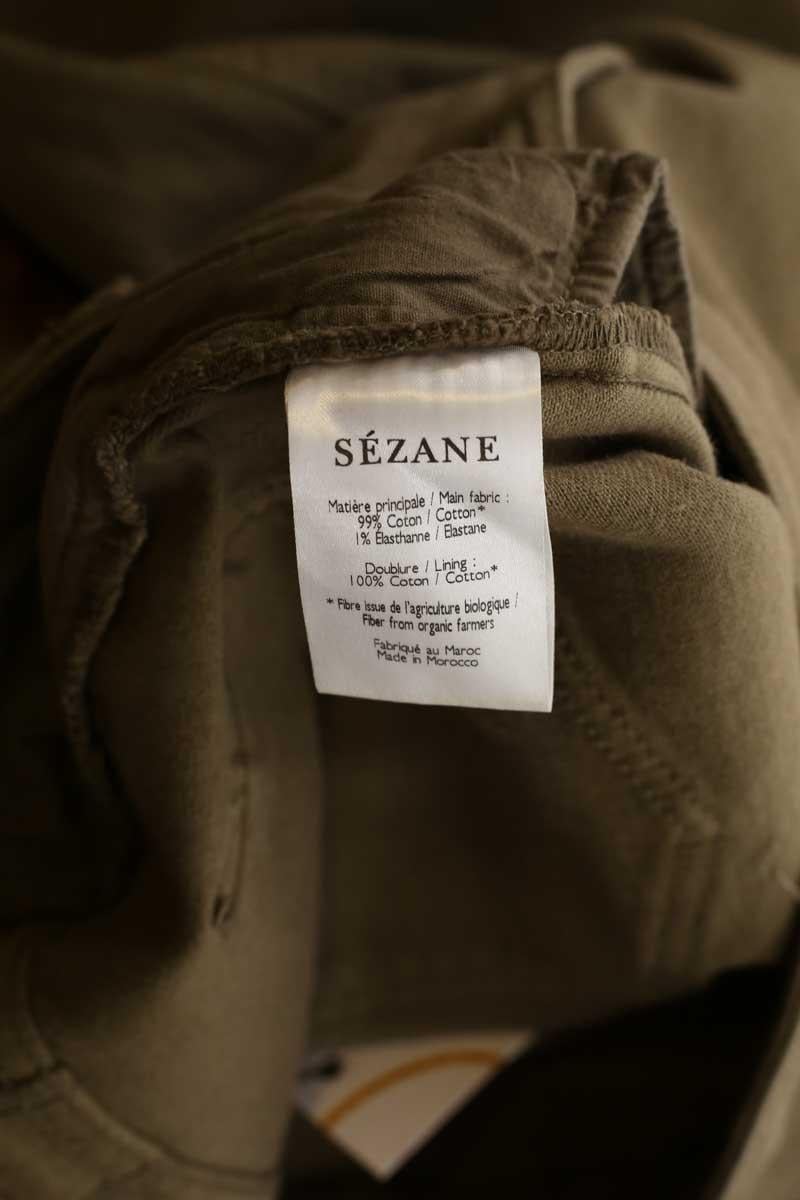 SÉZANE
Matière principale / Main fabric :
99% Coton / Cotton*
1% Elasthanne / Elastane
Doublure / Lining :
100% Coton / Cotton*
* Fibre issue de l'agriculture biologique /
Fiber from organic farmers
Fabriqué au Maroc
Made in Morocco